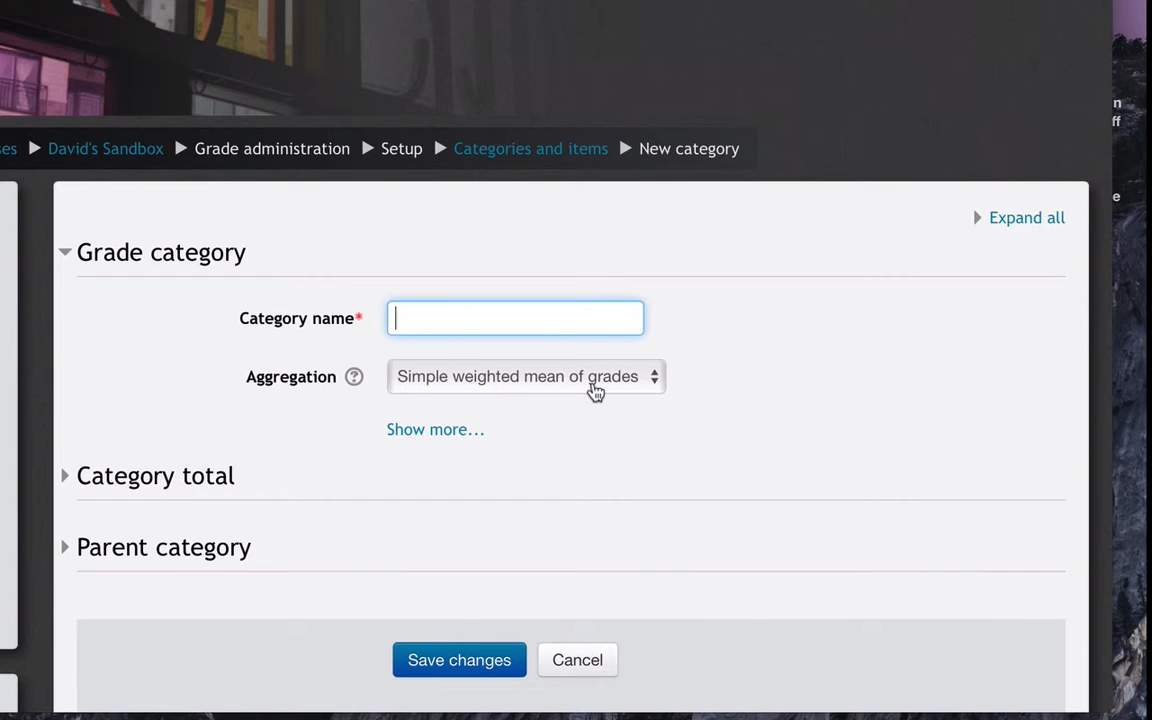 David's Sandbox ▶ Grade administration ▶ Setup ▶ Categories and items ▶ New category
Expand all
Grade category
Category name*
Aggregation ? Simple weighted mean of grades
Show more...
Category total
Parent category
Save changes Cancel